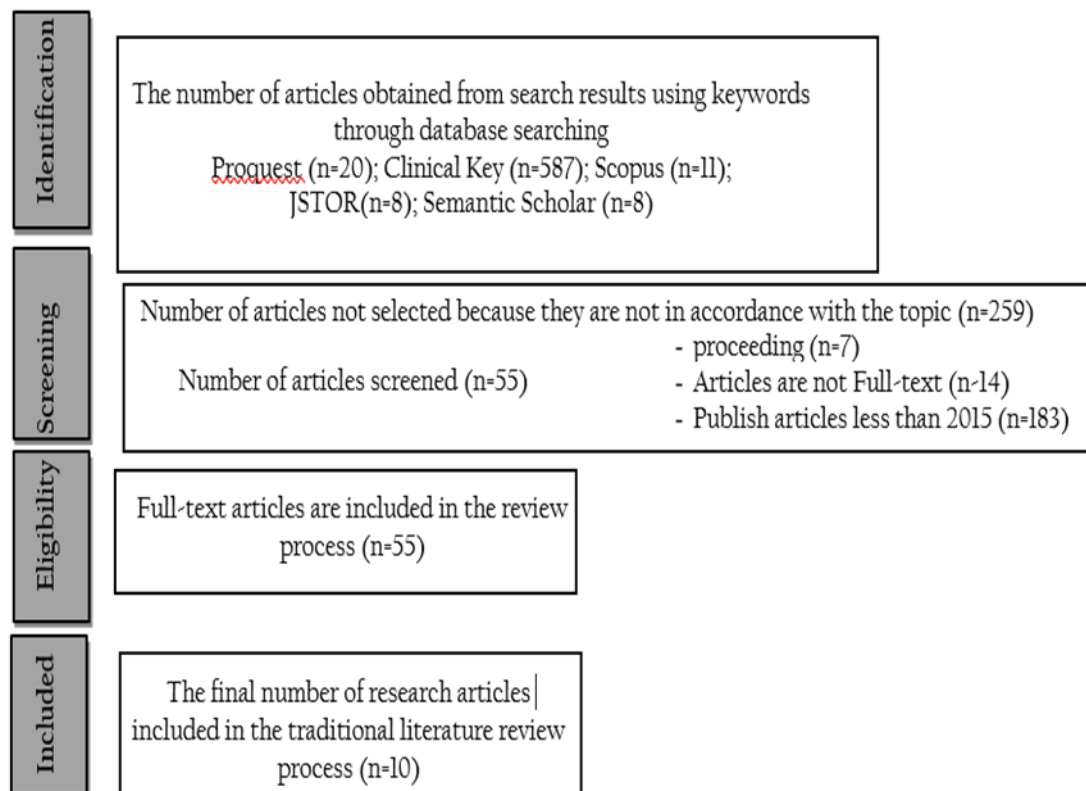 Identification
The number of articles obtained from search results using keywords
through database searching
Proquest (n=20); Clinical Key (n=587); Scopus (n=11);
JSTOR(n=8); Semantic Scholar (n=8)
Screening
Number of articles not selected because they are not in accordance with the topic (n=259)
- proceeding (n=7)
Number of articles screened (n=55)
- Articles are not Full-text (n-14)
- Publish articles less than 2015 (n=183)
Eligibility
Full-text articles are included in the review
process (n=55)
Included
The final number of research articles
included in the traditional literature review
process (n=10)